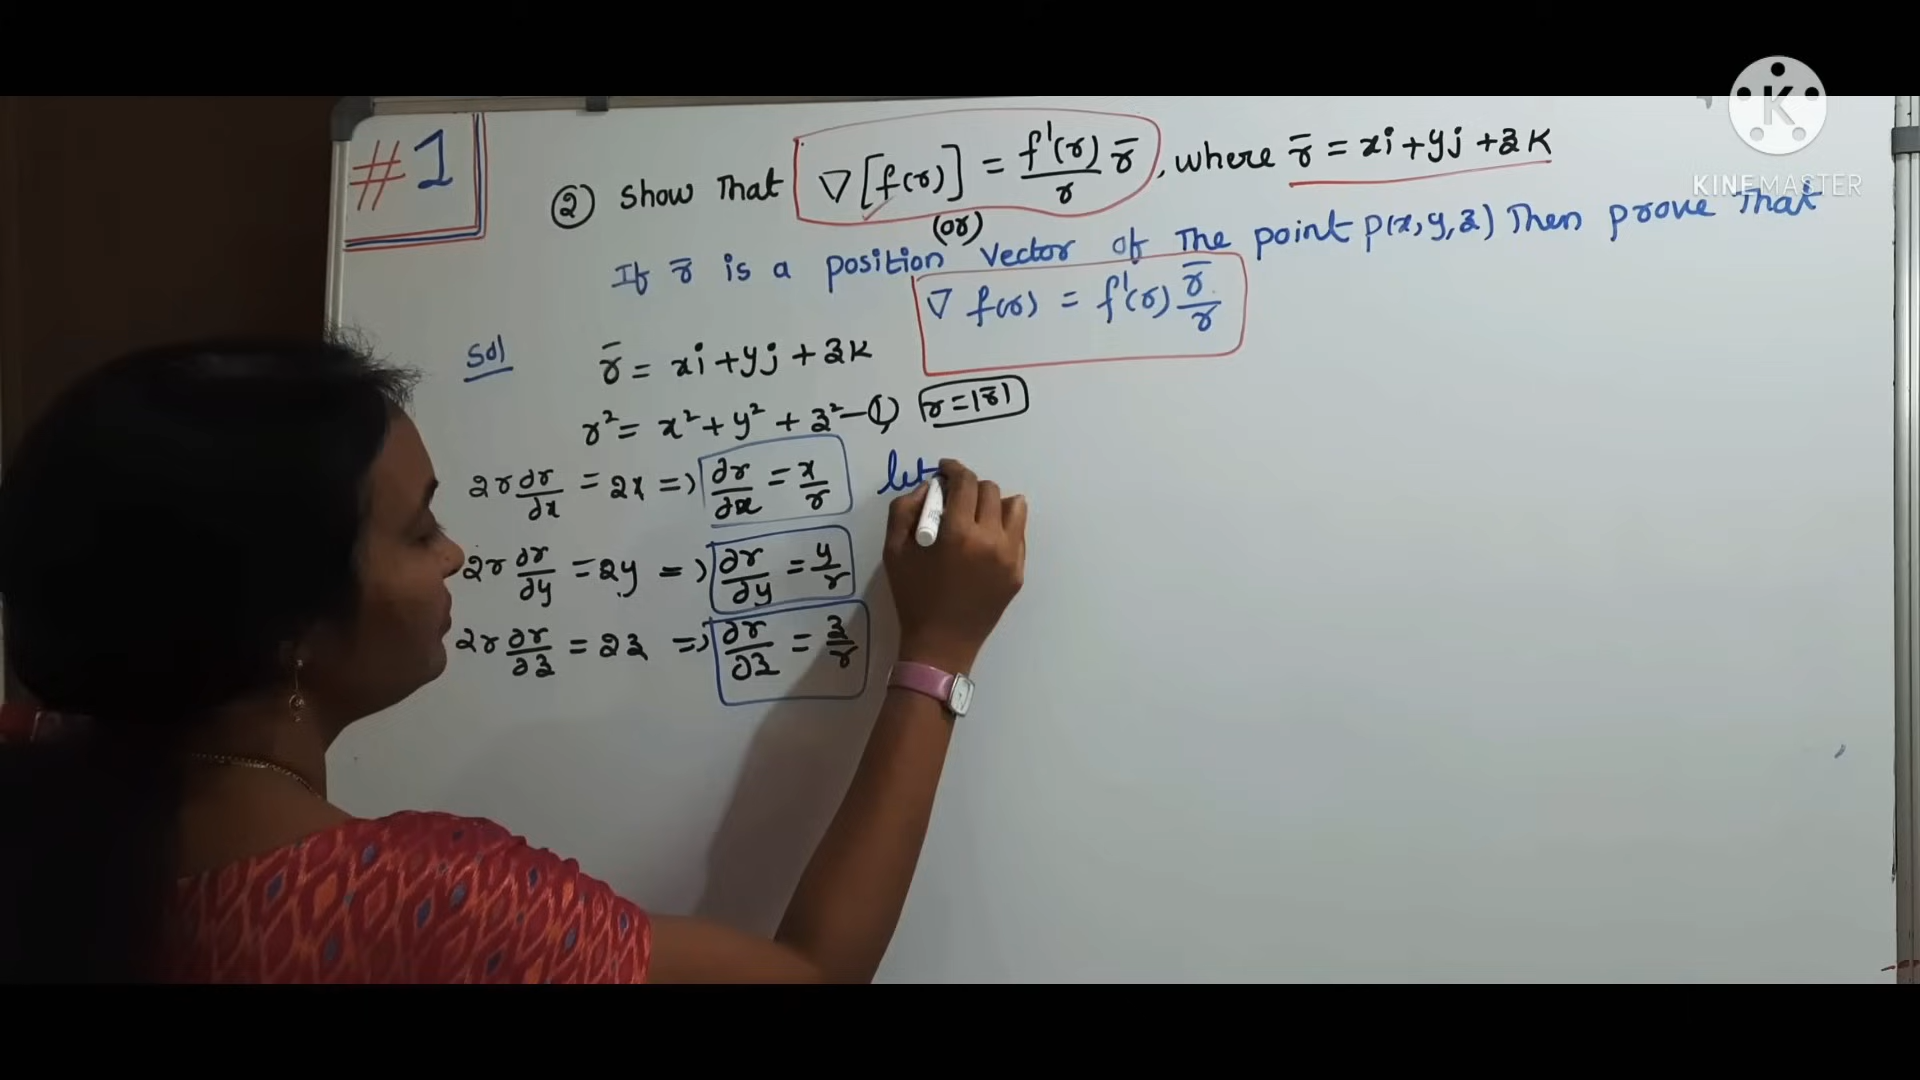 #1
② Show That ∇[f(r)] = f'(r)/r r̄, where r̄ = xi+yj+zk
(or)
If r̄ is a position vector of The point P(x,y,z) Then prove That
∇ f(r) = f'(r) r̄/r
Sol
r̄ = xi+yj+zk
r² = x²+y²+z² —① r=|r̄|
2r ∂r/∂x = 2x => ∂r/∂x = x/r let
2r ∂r/∂y = 2y => ∂r/∂y = y/r
2r ∂r/∂z = 2z => ∂r/∂z = z/r
K
KINEMASTER